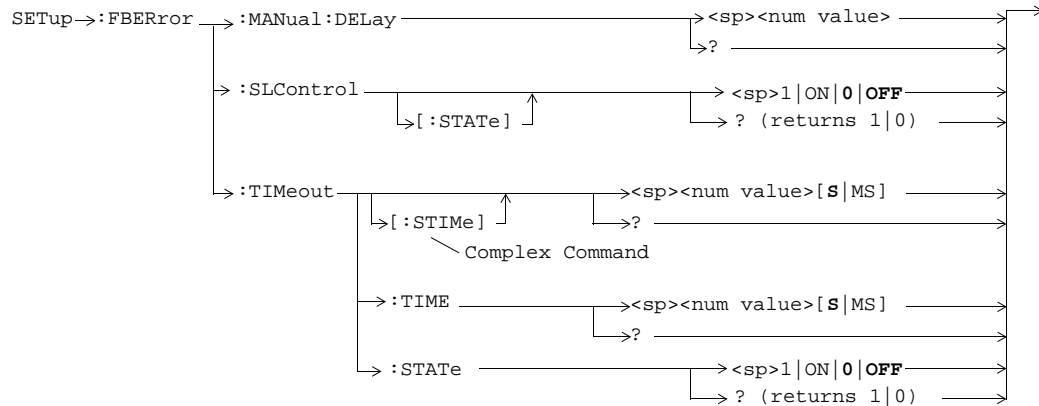 SETup :FBERror :MANual:DELay <sp><num value>
?
:SLControl <sp>1|ON|0|OFF
[:STATe] ? (returns 1|0)
:TIMeout <sp><num value>[S|MS]
[:STIMe] ?
Complex Command
:TIME <sp><num value>[S|MS]
?
:STATe <sp>1|ON|0|OFF
? (returns 1|0)